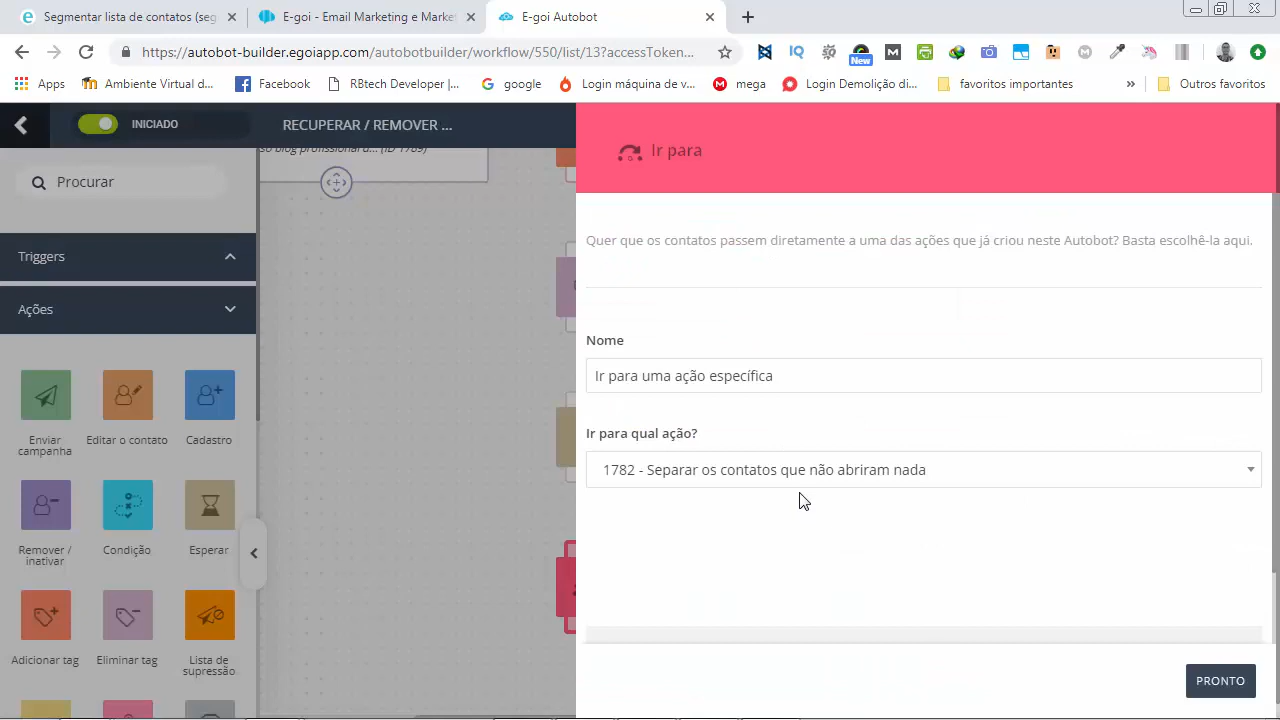 Segmentar lista de contatos (seg
E-goi - Email Marketing e Marke
E-goi Autobot
https://autobot-builder.egoiapp.com/autobotbuilder/workflow/550/list/13?accessToken...
New
Apps
Ambiente Virtual d...
Facebook
RBtech Developer |...
google
Login máquina de v...
mega
Login Demolição di...
favoritos importantes
»
Outros favoritos
INICIADO
RECUPERAR / REMOVER ...
so blog profissional d... (ID 1789)
Ir para
Procurar
Quer que os contatos passem diretamente a uma das ações que já criou neste Autobot? Basta escolhê-la aqui.
Triggers
Ações
Nome
Ir para uma ação específica
Ir para qual ação?
1782 - Separar os contatos que não abriram nada
Enviar
campanha
Editar o contato
Cadastro
Remover /
inativar
Condição
Esperar
Adicionar tag
Eliminar tag
Lista de
supressão
PRONTO